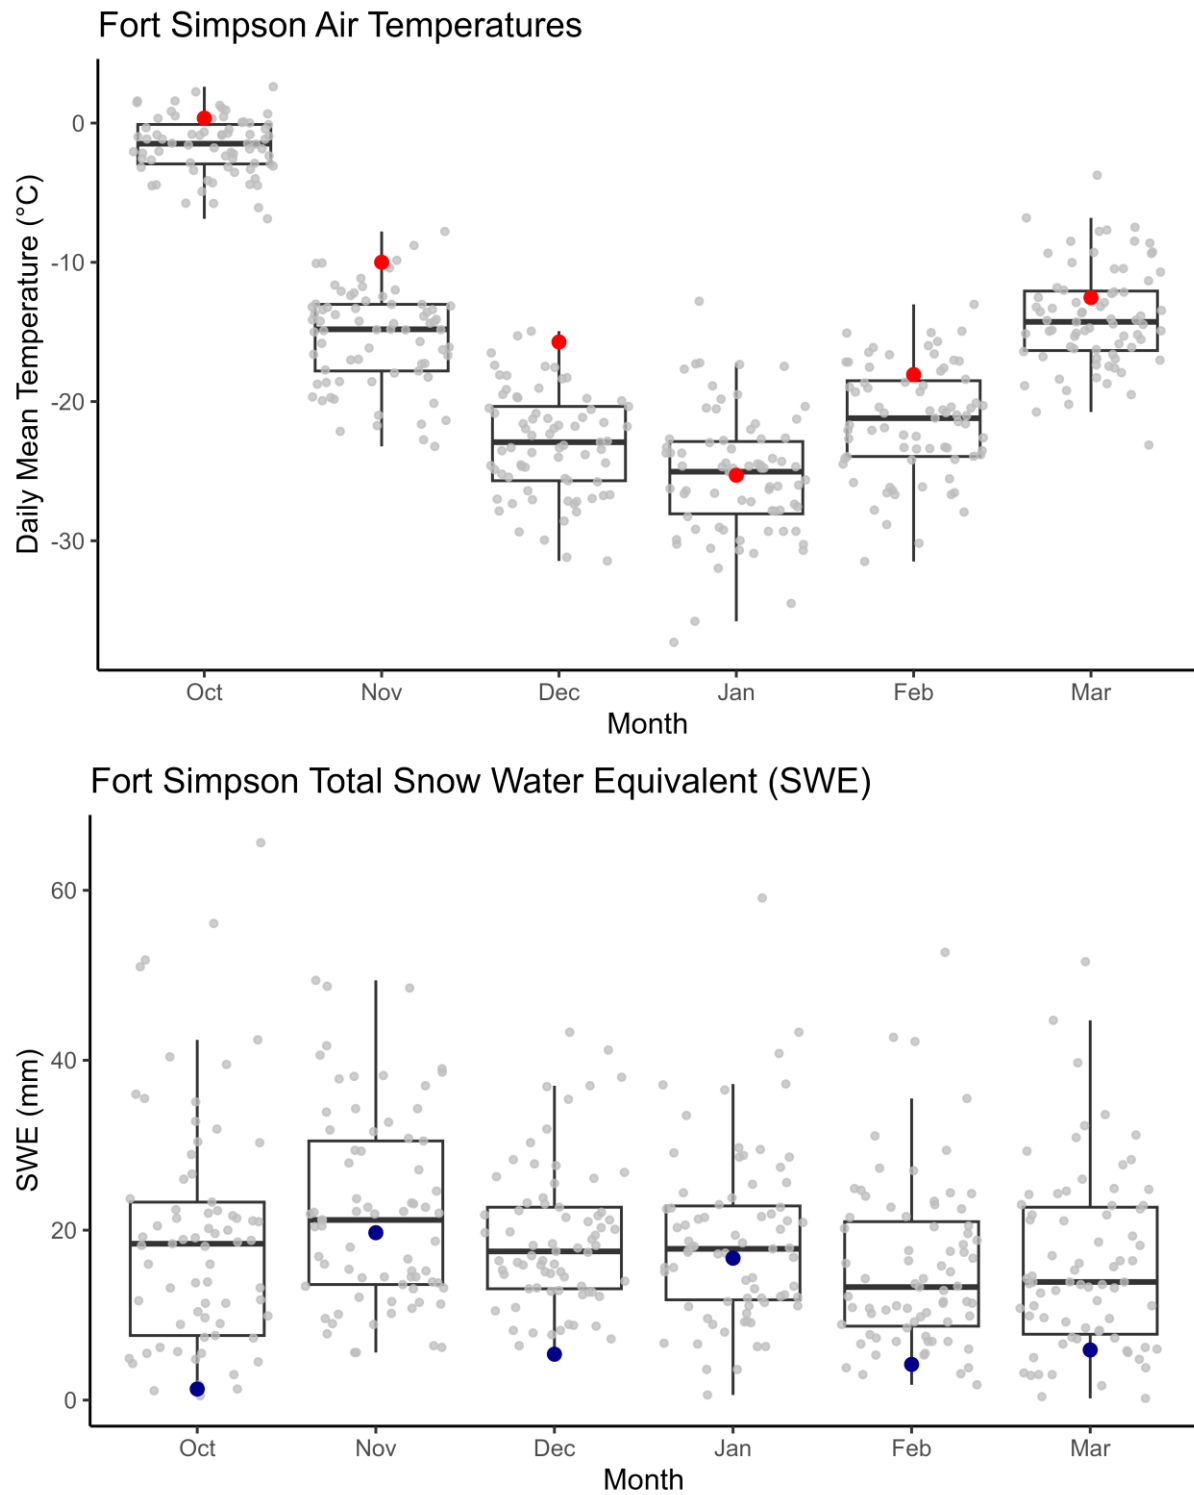 Fort Simpson Air Temperatures
Daily Mean Temperature (°C)
0
-10
-20
-30
Oct Nov Dec Jan Feb Mar
Month
Fort Simpson Total Snow Water Equivalent (SWE)
SWE (mm)
60
40
20
0
Oct Nov Dec Jan Feb Mar
Month